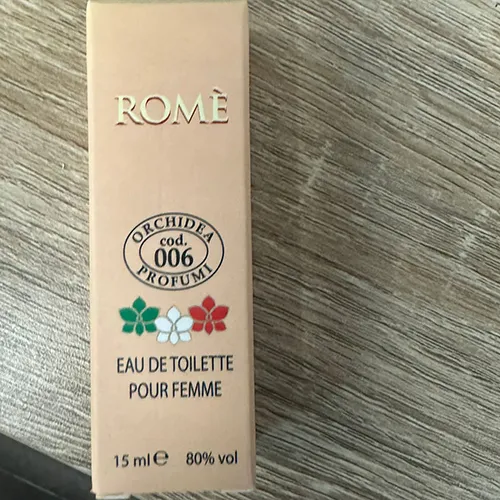 ROMÈ
ORCHIDEA
cod.
006
PROFUMI
EAU DE TOILETTE
POUR FEMME
15 ml ℮ 80% vol